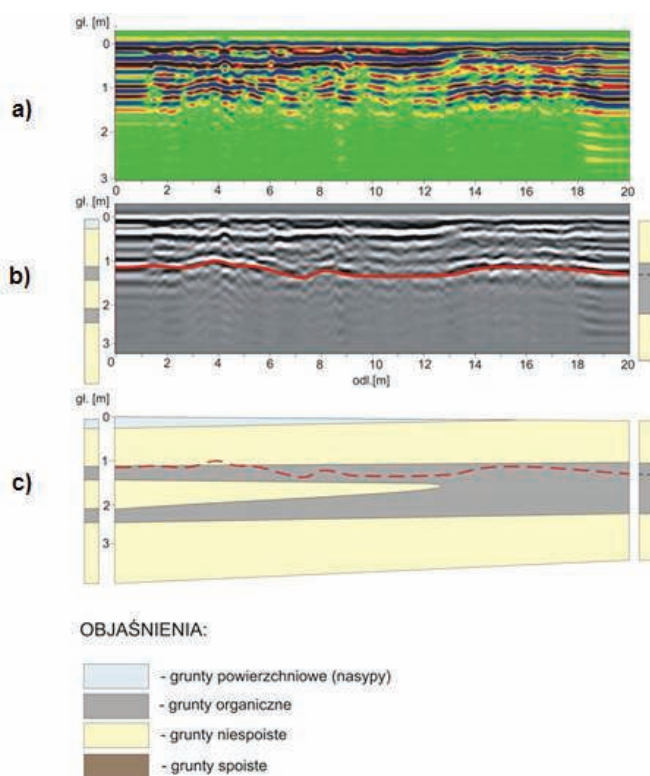 gł. [m]
0
1
a)
2
3
0 2 4 6 8 10 12 14 16 18 20
gł. [m]
0
1
b)
2
3
0 2 4 6 8 10 12 14 16 18 20
odl.[m]
gł. [m]
0
1
c)
2
3
OBJAŚNIENIA:
- grunty powierzchniowe (nasypy)
- grunty organiczne
- grunty niespoiste
- grunty spoiste